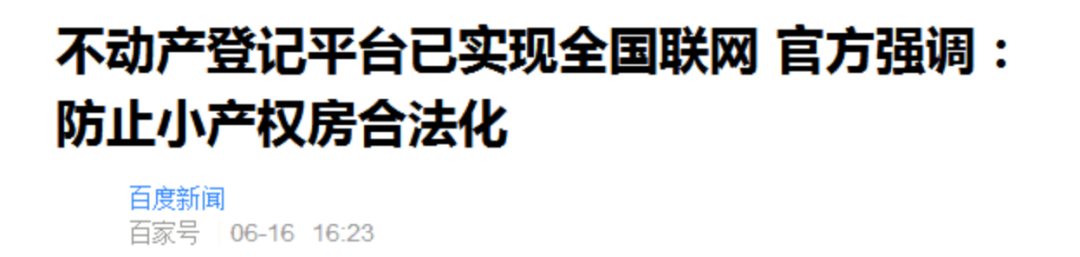 不动产登记平台已实现全国联网 官方强调：
防止小产权房合法化
百度新闻
百家号 06-16 16:23